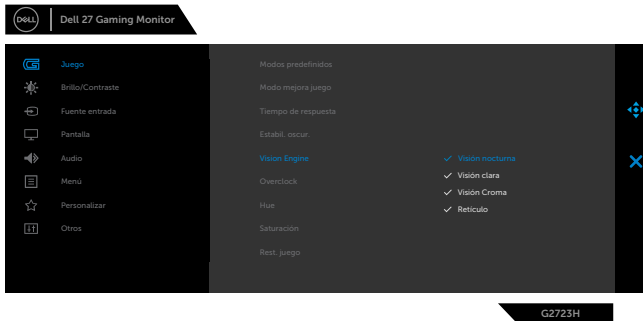 DELL Dell 27 Gaming Monitor
Juego
Brillo/Contraste
Fuente entrada
Pantalla
Audio
Menú
Personalizar
Otros
Modos predefinidos
Modo mejora juego
Tiempo de respuesta
Estabil. oscur.
Vision Engine
Overclock
Hue
Saturación
Rest. juego
Visión nocturna
Visión clara
Visión Croma
Retículo
G2723H